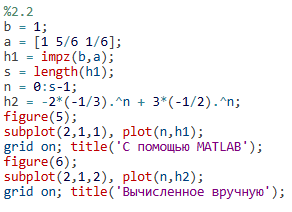 %2.2
b = 1;
a = [1 5/6 1/6];
h1 = impz(b,a);
s = length(h1);
n = 0:s-1;
h2 = -2*(-1/3).^n + 3*(-1/2).^n;
figure(5);
subplot(2,1,1), plot(n,h1);
grid on; title('С помощью MATLAB');
figure(6);
subplot(2,1,2), plot(n,h2);
grid on; title('Вычисленное вручную');